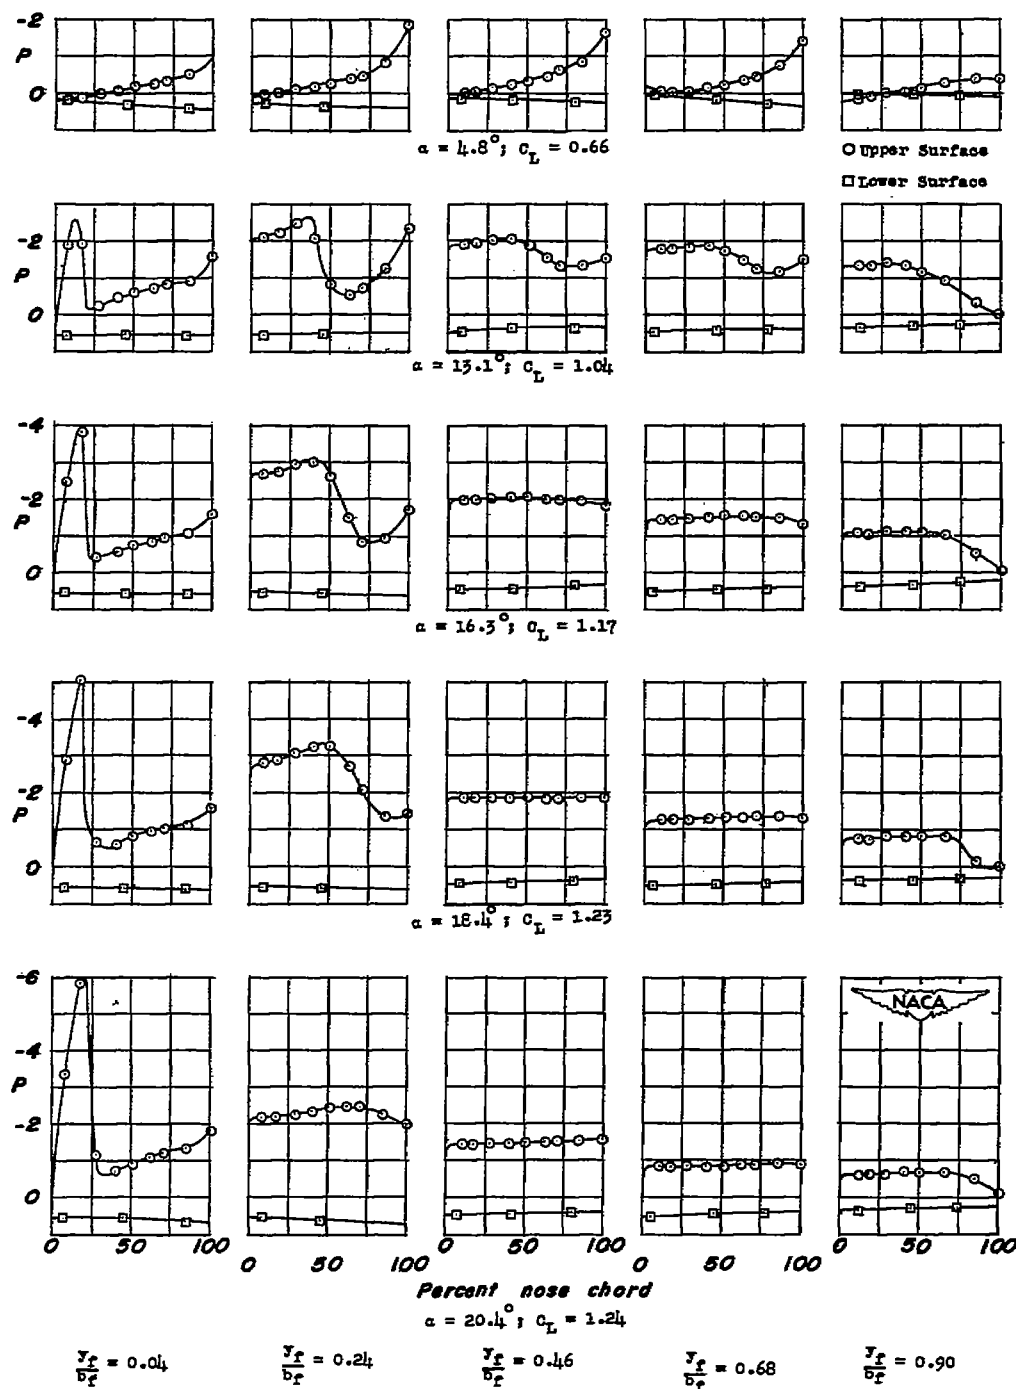 -2
P
0
α = 4.8°; C_L = 0.66
Upper Surface
Lower Surface
-2
P
0
α = 13.1°; C_L = 1.04
-4
-2
P
0
α = 16.3°; C_L = 1.17
-4
-2
P
0
α = 18.4°; C_L = 1.23
-6
NACA
-4
P
-2
0
0 50 100 0 50 100 0 50 100 0 50 100 0 50 100
Percent nose chord
α = 20.4°; C_L = 1.24
y_f/b_f = 0.04 y_f/b_f = 0.24 y_f/b_f = 0.46 y_f/b_f = 0.68 y_f/b_f = 0.90